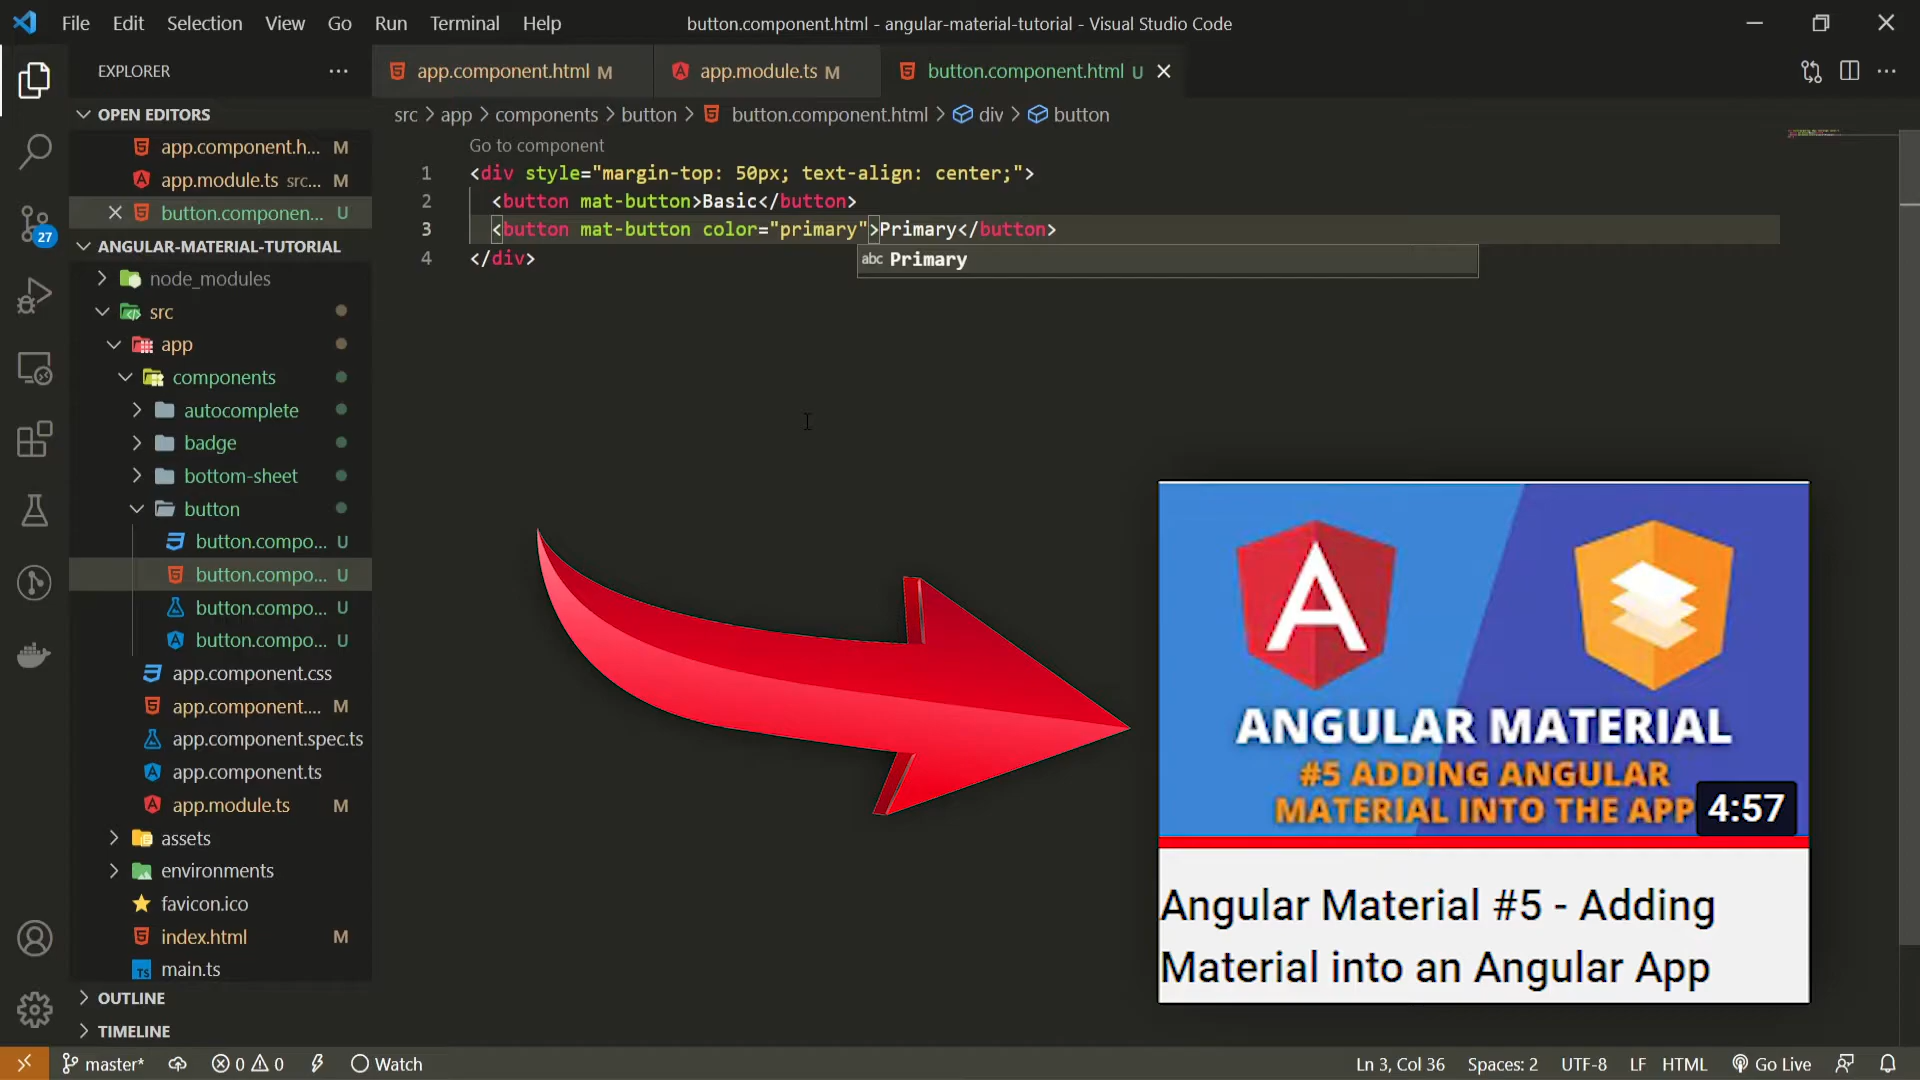 File Edit Selection View Go Run Terminal Help
button.component.html - angular-material-tutorial - Visual Studio Code
EXPLORER
app.component.html M
app.module.ts M
button.component.html U
OPEN EDITORS
app.component.h... M
app.module.ts src... M
button.componen... U
ANGULAR-MATERIAL-TUTORIAL
node_modules
src
app
components
autocomplete
badge
bottom-sheet
button
button.compo... U
button.compo... U
button.compo... U
button.compo... U
app.component.css
app.component.... M
app.component.spec.ts
app.component.ts
app.module.ts M
assets
environments
favicon.ico
index.html M
TS main.ts
OUTLINE
TIMELINE
27
src > app > components > button > button.component.html > div > button
Go to component
1 <div style="margin-top: 50px; text-align: center;">
2 <button mat-button>Basic</button>
3 <button mat-button color="primary">Primary</button>
4 </div>
abc Primary
A
ANGULAR MATERIAL
#5 ADDING ANGULAR
MATERIAL INTO THE APP
4:57
Angular Material #5 - Adding
Material into an Angular App
master* 0 0 Watch
Ln 3, Col 36 Spaces: 2 UTF-8 LF HTML Go Live